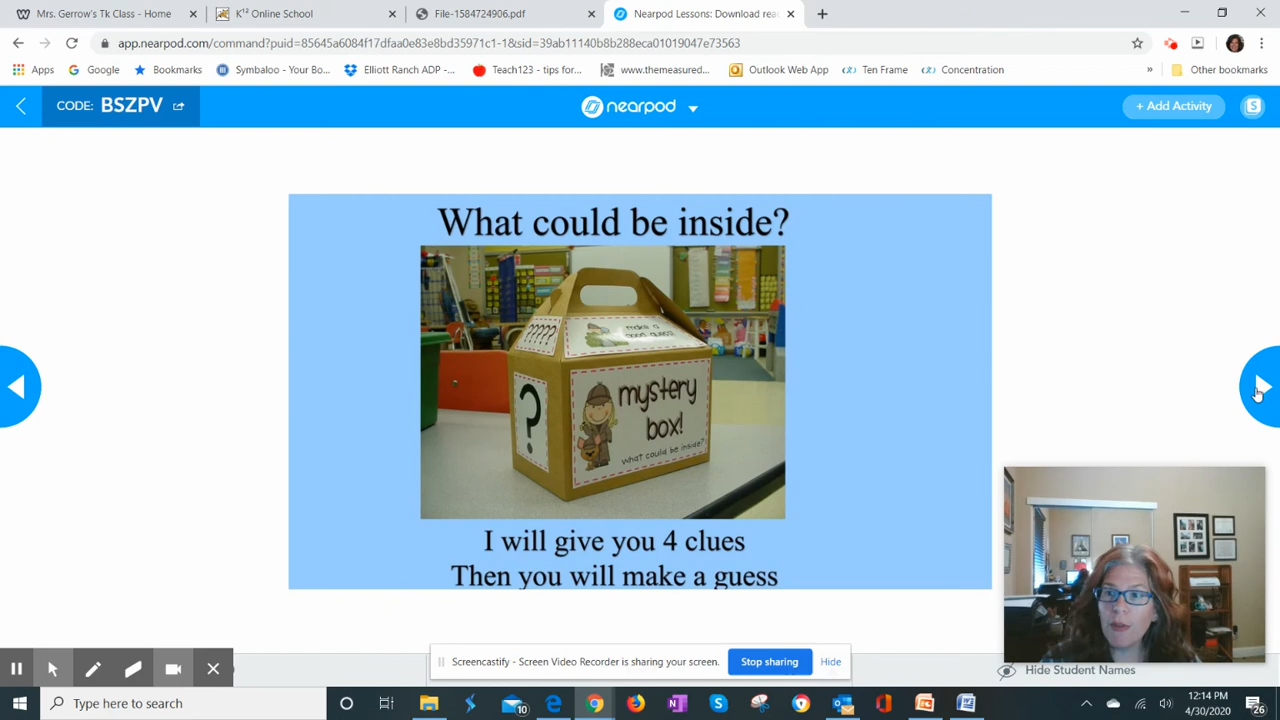 Mrs. Gerrow's Tk Class - Home
K¹² Online School
File-1584724906.pdf
Nearpod Lessons: Download rea
app.nearpod.com/command?puid=85645a6084f17dfaa0e83e8bd35971c1-1&sid=39ab11140b8b288eca01019047e73563
Apps
Google
Bookmarks
Symbaloo - Your Bo...
Elliott Ranch ADP -...
Teach123 - tips for...
www.themeasured...
Outlook Web App
Ten Frame
Concentration
»
Other bookmarks
CODE: BSZPV
nearpod
+ Add Activity
S
What could be inside?
?????
make a
good guess!
?
mystery
box!
what could be inside?
I will give you 4 clues
Then you will make a guess
Screencastify - Screen Video Recorder is sharing your screen.
Stop sharing
Hide
Hide Student Names
Type here to search
10
12:14 PM
4/30/2020
26